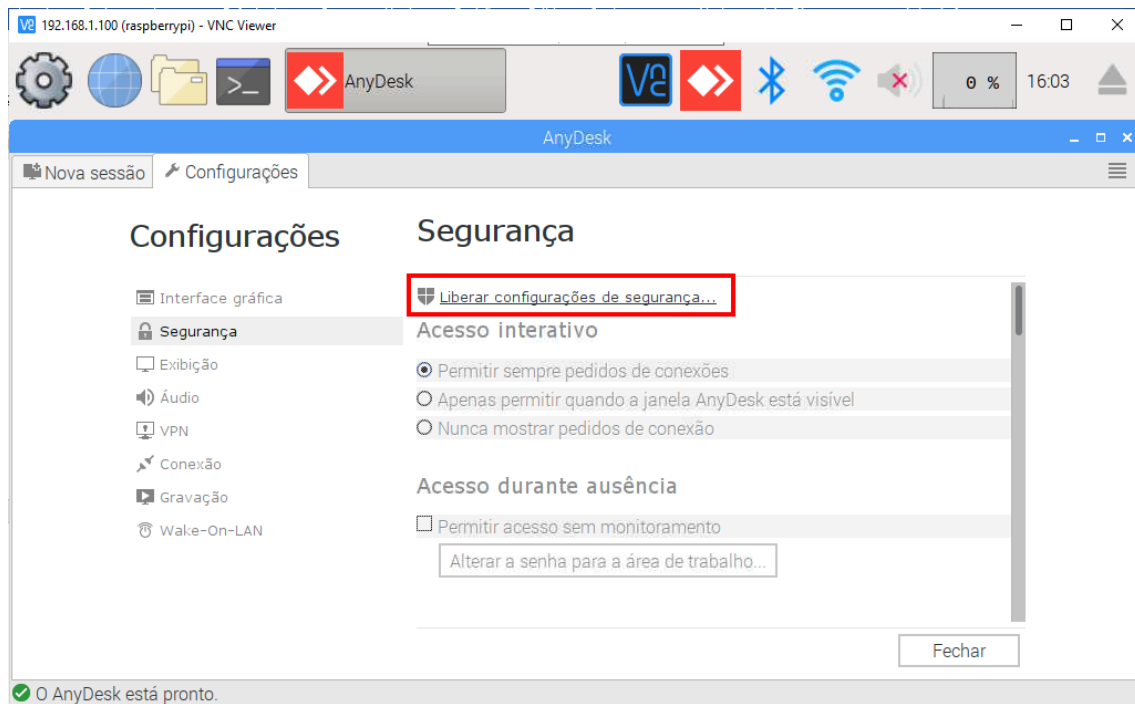 192.168.1.100 (raspberrypi) - VNC Viewer
AnyDesk
0 %
16:03
AnyDesk
Nova sessão
Configurações
Configurações
Interface gráfica
Segurança
Exibição
Áudio
VPN
Conexão
Gravação
Wake-On-LAN
Segurança
Liberar configurações de segurança...
Acesso interativo
Permitir sempre pedidos de conexões
Apenas permitir quando a janela AnyDesk está visível
Nunca mostrar pedidos de conexão
Acesso durante ausência
Permitir acesso sem monitoramento
Alterar a senha para a área de trabalho...
Fechar
O AnyDesk está pronto.